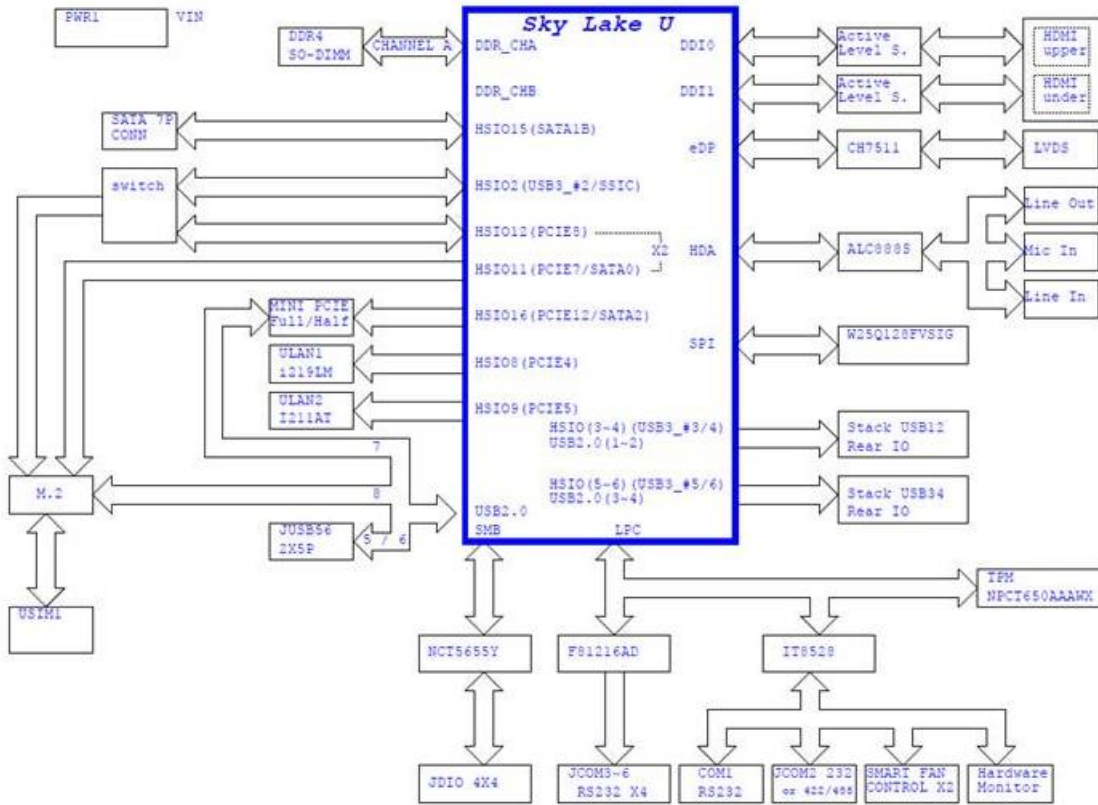 PWR1 VIN
Sky Lake U
DDR4
SO-DIMM
CHANNEL A
DDR_CHA
DDI0
Active
Level S.
HDMI
upper
DDR_CHB
DDI1
Active
Level S.
HDMI
under
SATA 7P
CONN
HSIO15(SATA1B)
eDP
CH7511
LVDS
switch
HSIO2(USB3_#2/SSIC)
HSIO12(PCIE8)
X2
HSIO11(PCIE7/SATA0)
HDA
ALC888S
Line Out
Mic In
Line In
MINI PCIE
Full/Half
HSIO16(PCIE12/SATA2)
SPI
W25Q128FVSIG
ULAN1
i219LM
HSIO8(PCIE4)
ULAN2
I211AT
HSIO9(PCIE5)
HSIO(3~4)(USB3_#3/4)
USB2.0(1~2)
Stack USB12
Rear IO
7
HSIO(5~6)(USB3_#5/6)
USB2.0(3~4)
Stack USB34
Rear IO
M.2
8
USB2.0
JUSB56
2X5P
5 / 6
SMB
LPC
USIM1
TPM
NPCT650AAAWX
NCT5655Y
F81216AD
IT8528
JDIO 4X4
JCOM3~6
RS232 X4
COM1
RS232
JCOM2 232
or 422/485
SMART FAN
CONTROL X2
Hardware
Monitor